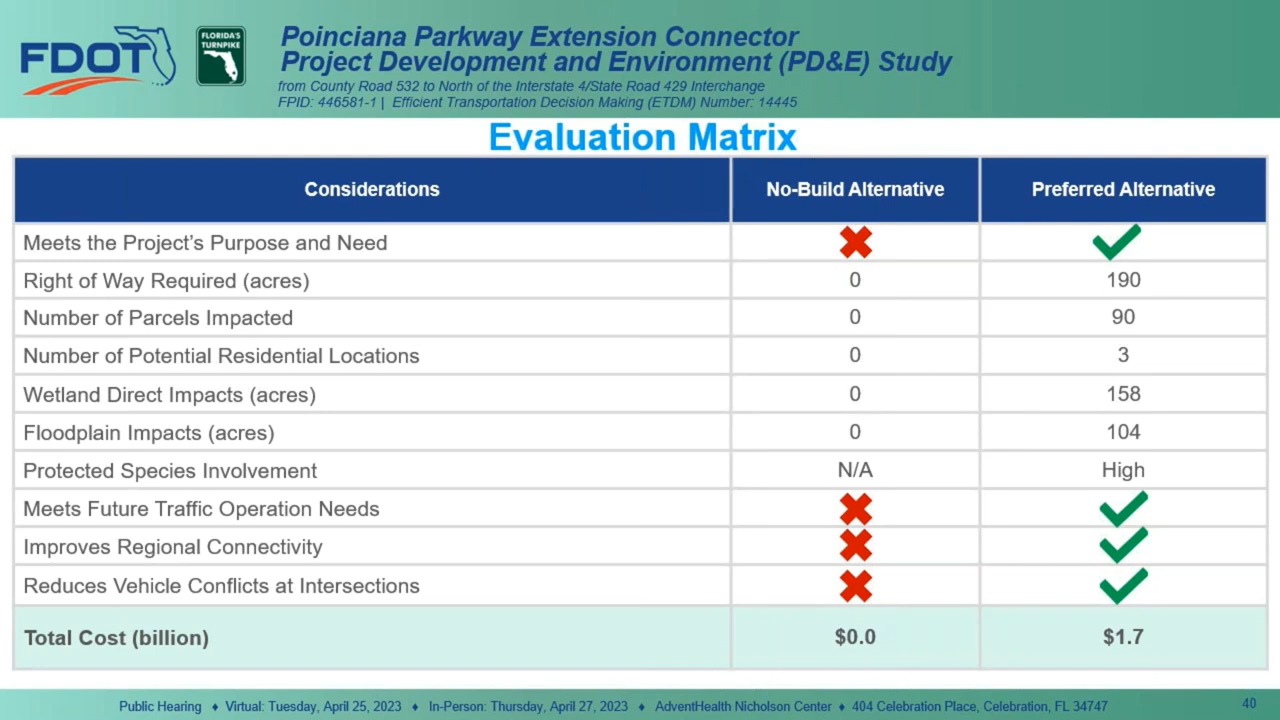 FDOT
FLORIDA'S
TURNPIKE
Poinciana Parkway Extension Connector
Project Development and Environment (PD&E) Study
from County Road 532 to North of the Interstate 4/State Road 429 Interchange
FPID: 446581-1 | Efficient Transportation Decision Making (ETDM) Number: 14445
Evaluation Matrix
Considerations No-Build Alternative Preferred Alternative
Meets the Project's Purpose and Need ✖ ✔
Right of Way Required (acres) 0 190
Number of Parcels Impacted 0 90
Number of Potential Residential Locations 0 3
Wetland Direct Impacts (acres) 0 158
Floodplain Impacts (acres) 0 104
Protected Species Involvement N/A High
Meets Future Traffic Operation Needs ✖ ✔
Improves Regional Connectivity ✖ ✔
Reduces Vehicle Conflicts at Intersections ✖ ✔
Total Cost (billion) $0.0 $1.7
Public Hearing ♦ Virtual: Tuesday, April 25, 2023 ♦ In-Person: Thursday, April 27, 2023 ♦ AdventHealth Nicholson Center ♦ 404 Celebration Place, Celebration, FL 34747 40